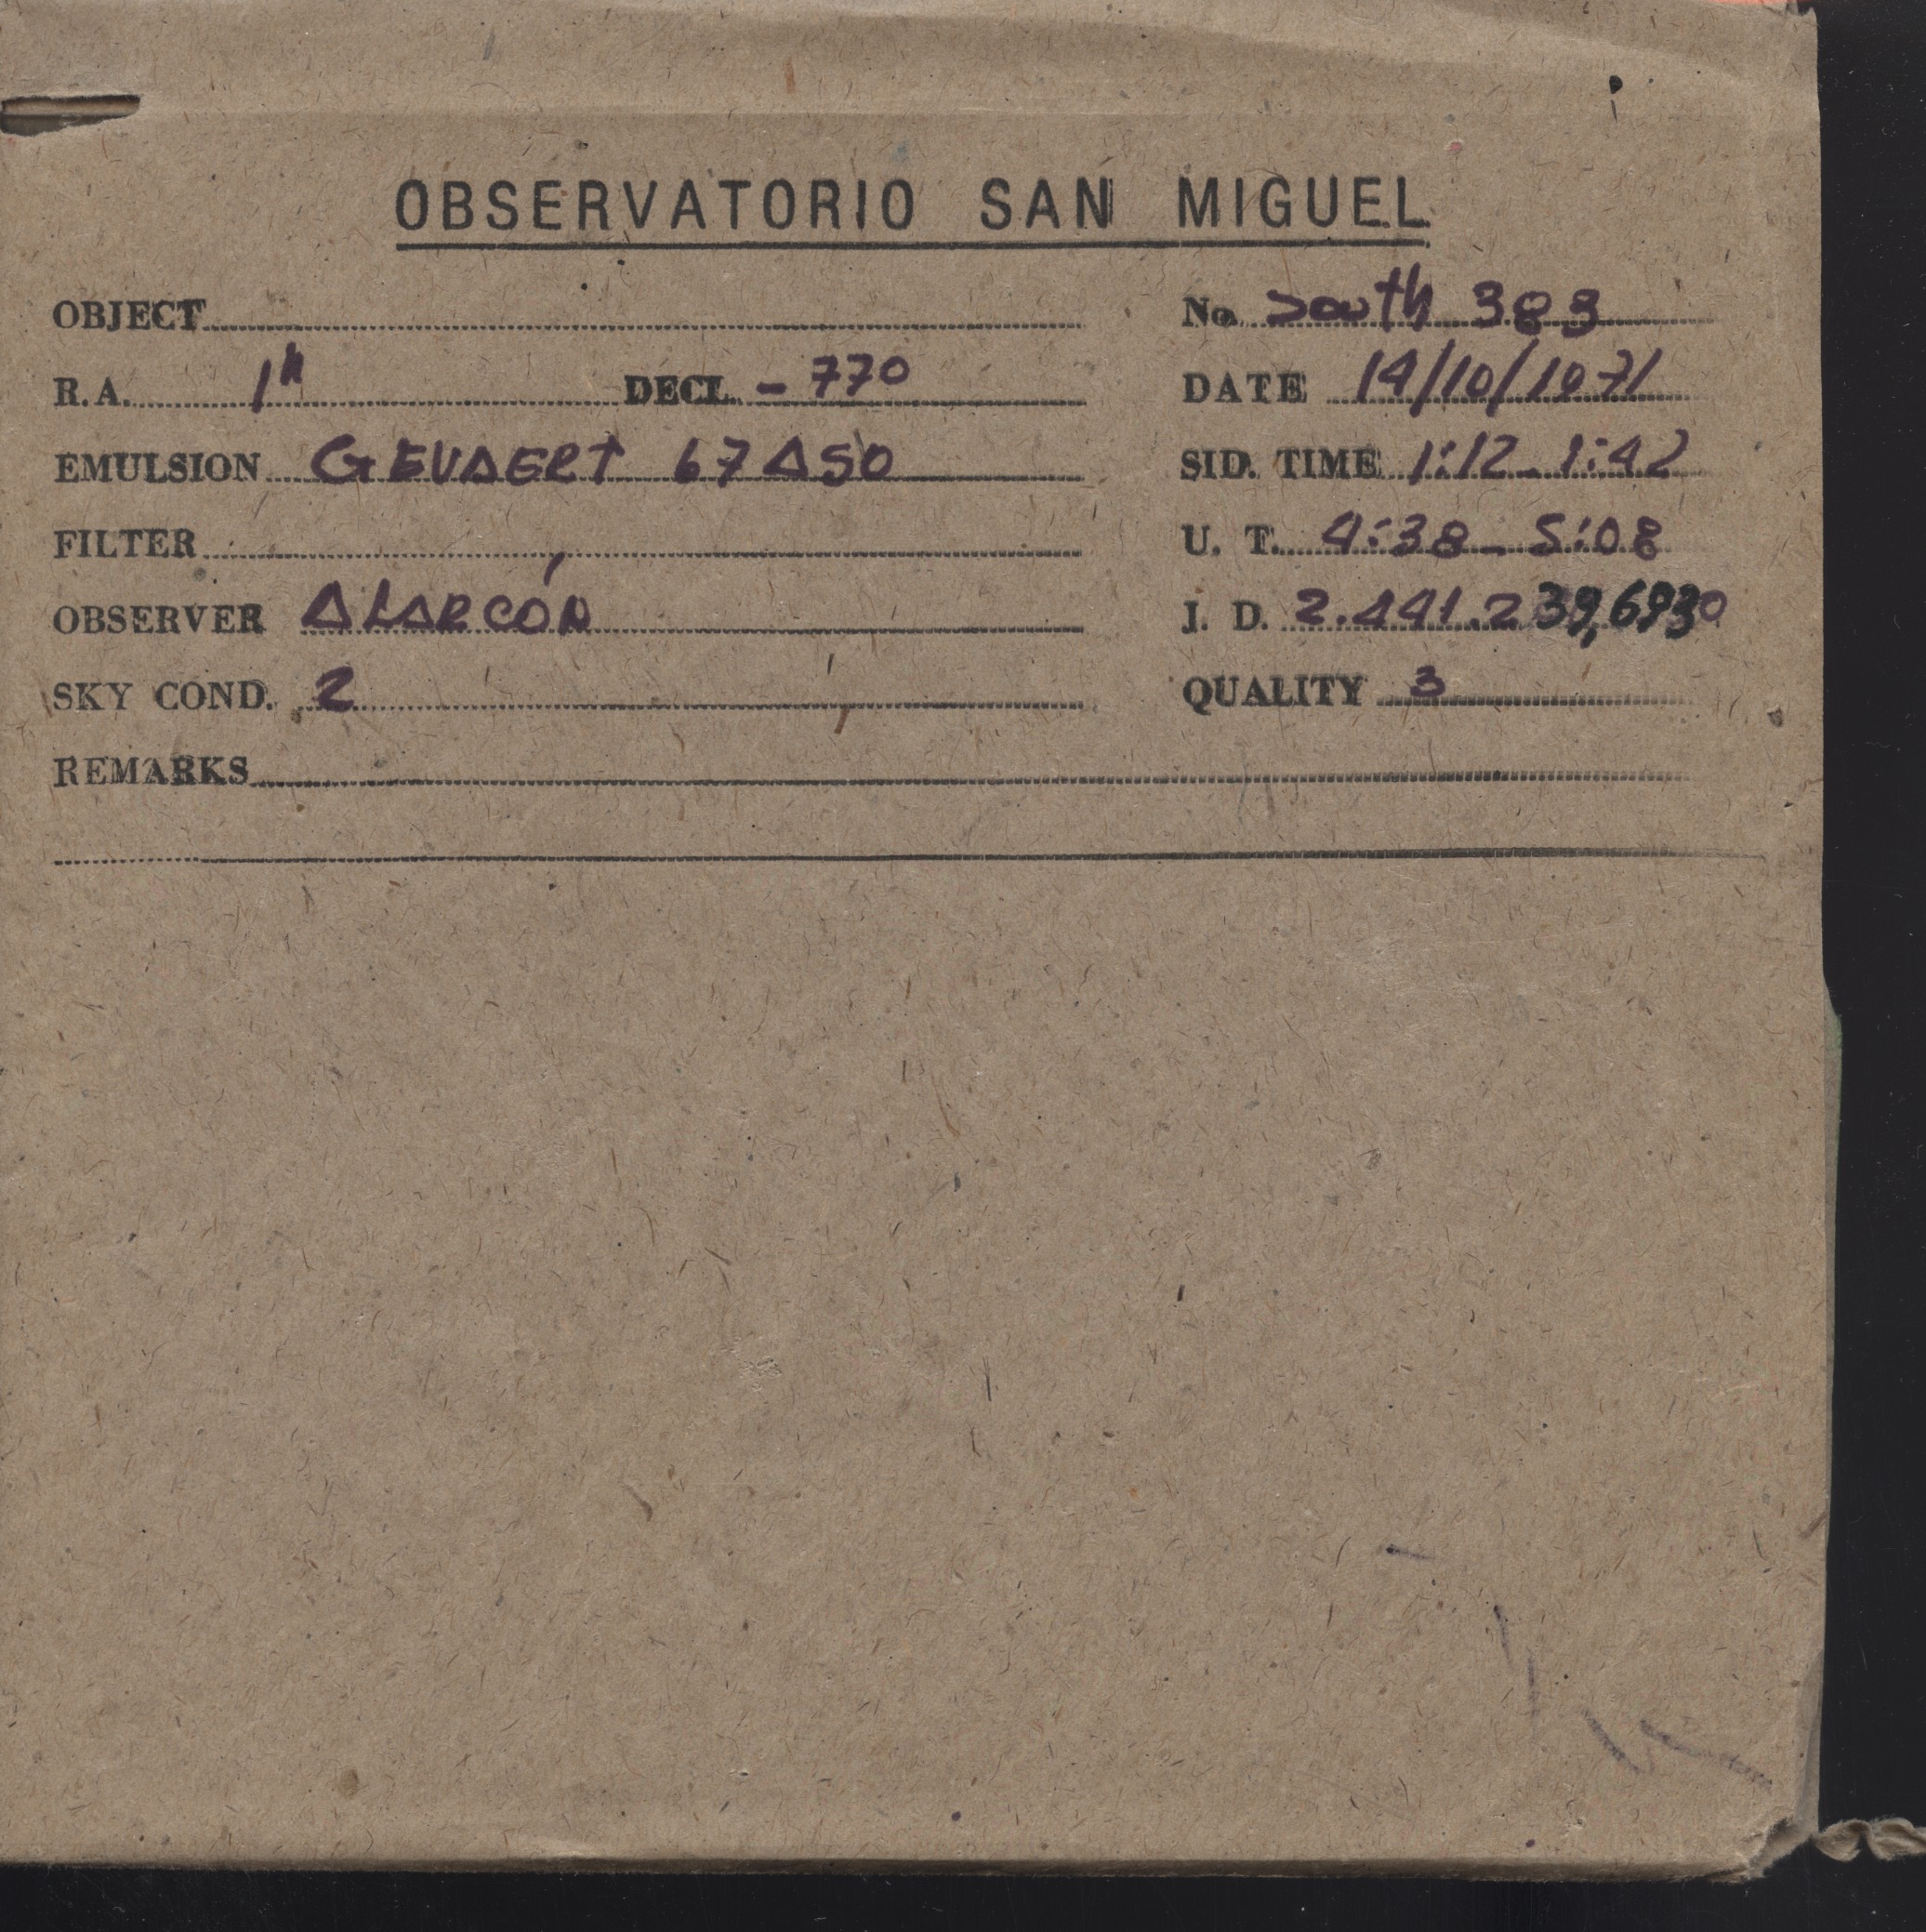 OBSERVATORIO SAN MIGUEL
OBJECT
No. South 383
R.A. 1h DECL. -77°
DATE 14/10/1971
EMULSION GEVAERT 67A50
SID. TIME 1:12 - 1:42
FILTER
U. T. 4:38 - 5:08
OBSERVER ALARCÓN
J. D. 2.441.239,6930
SKY COND. 2
QUALITY 3
REMARKS